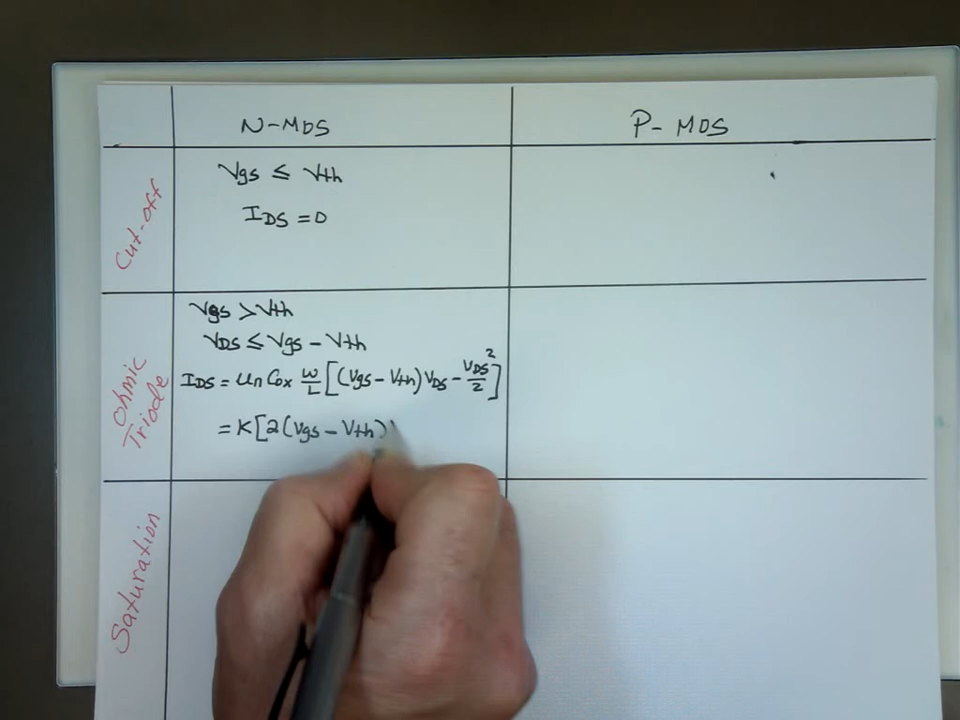 N-MOS
P-MOS
Cut-off
Vgs ≤ Vth
IDS = 0
Ohmic
Triode
Vgs > Vth
VDS ≤ Vgs - Vth
IDS = un Cox W/L [(Vgs - Vth) VDS - VDS²/2]
= K[2(Vgs - Vth)
Saturation